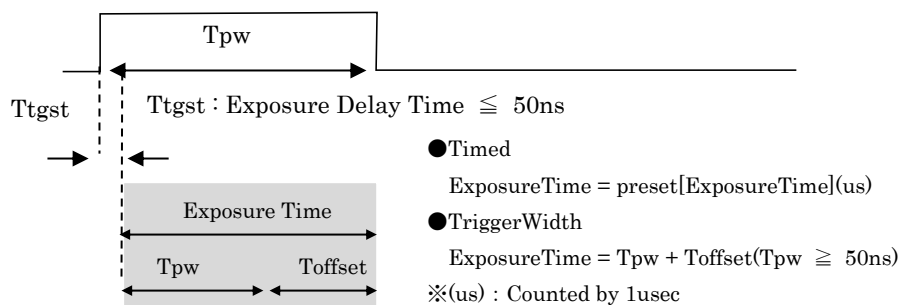 Tpw
Ttgst
Ttgst : Exposure Delay Time ≦ 50ns
●Timed
ExposureTime = preset[ExposureTime](us)
●TriggerWidth
ExposureTime = Tpw + Toffset(Tpw ≧ 50ns)
※(us) : Counted by 1usec
Exposure Time
Tpw Toffset